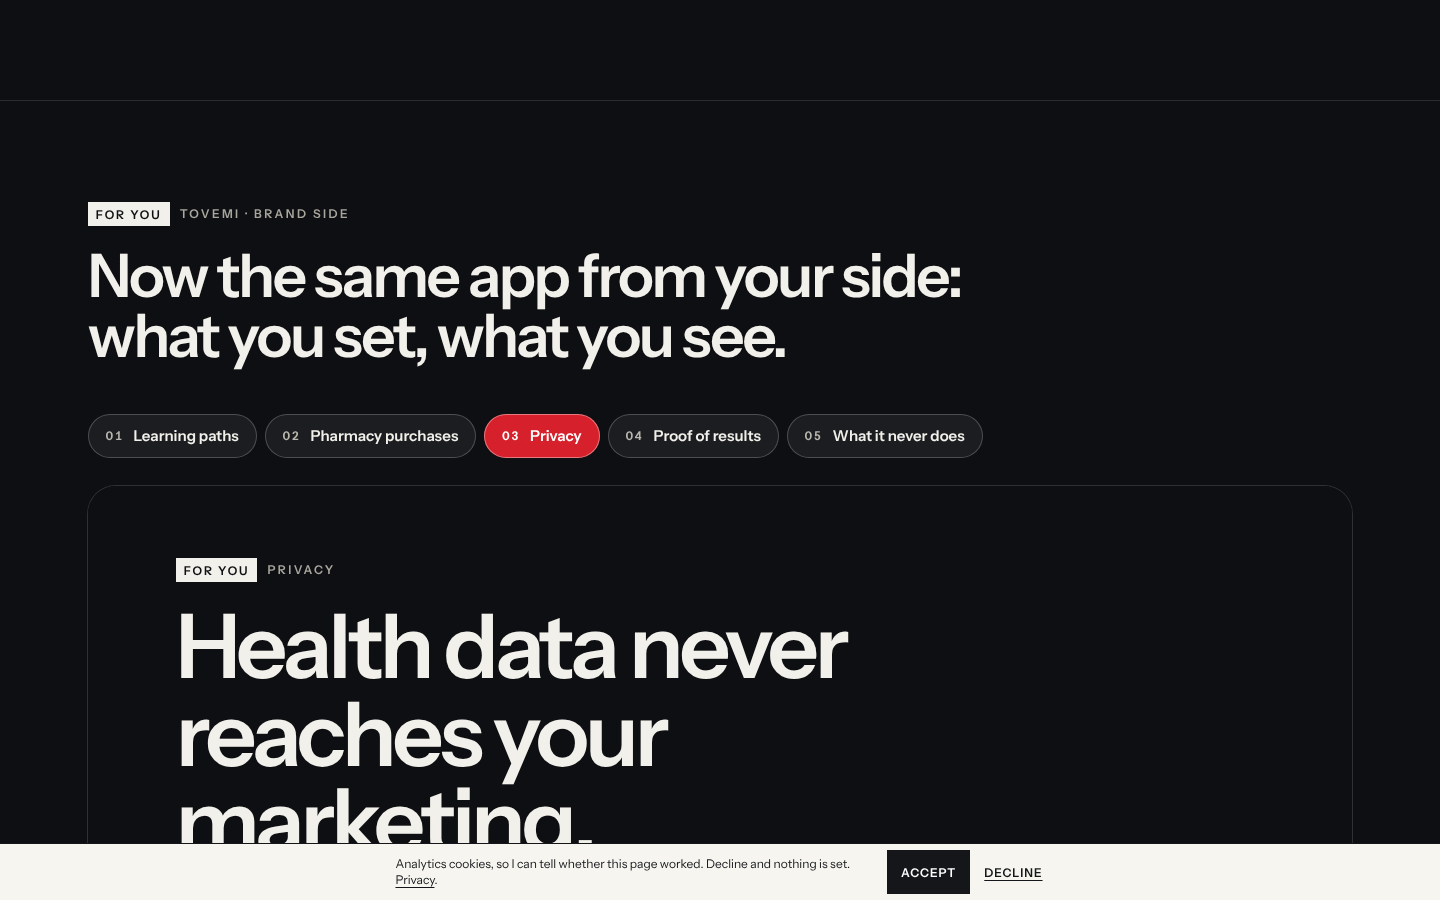 FOR YOU TOVEMI · BRAND SIDE
Now the same app from your side:
what you set, what you see.
01 Learning paths 02 Pharmacy purchases 03 Privacy 04 Proof of results 05 What it never does
FOR YOU PRIVACY
Health data never
reaches your
marketing.
Analytics cookies, so I can tell whether this page worked. Decline and nothing is set.
Privacy.
ACCEPT DECLINE